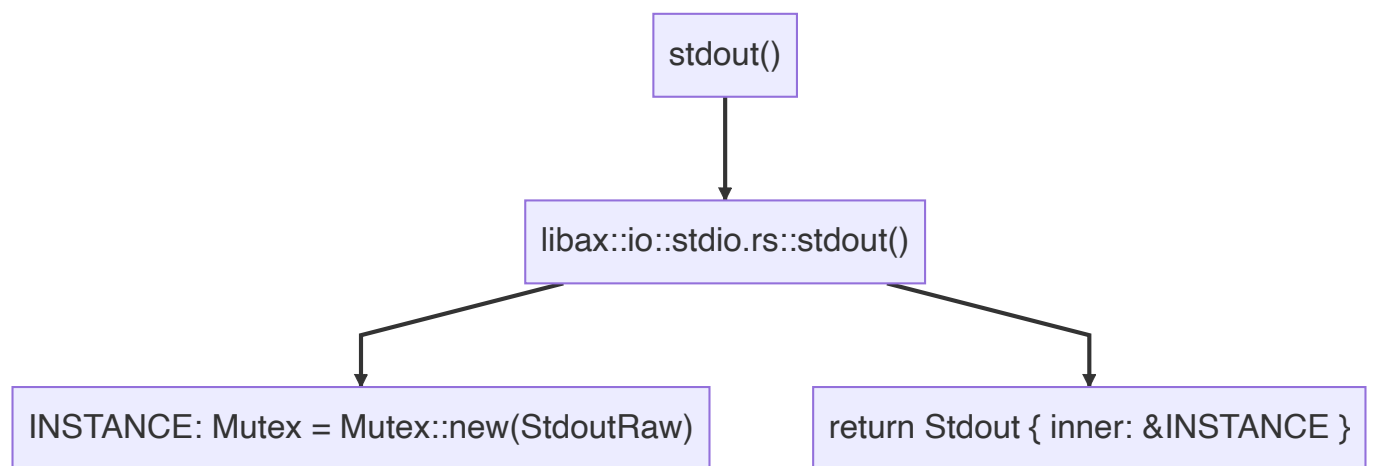 stdout()
libax::io::stdio.rs::stdout()
INSTANCE: Mutex = Mutex::new(StdoutRaw)
return Stdout { inner: &INSTANCE }